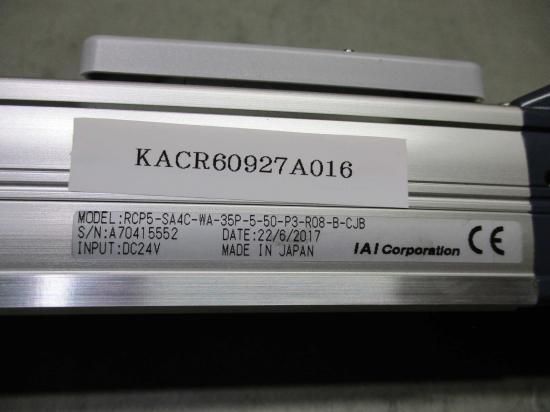 KACR60927A016
MODEL:RCP5-SA4C-WA-35P-5-50-P3-R08-B-CJB
S/N:A70415552 DATE:22/6/2017
INPUT:DC24V MADE IN JAPAN IAI Corporation CE